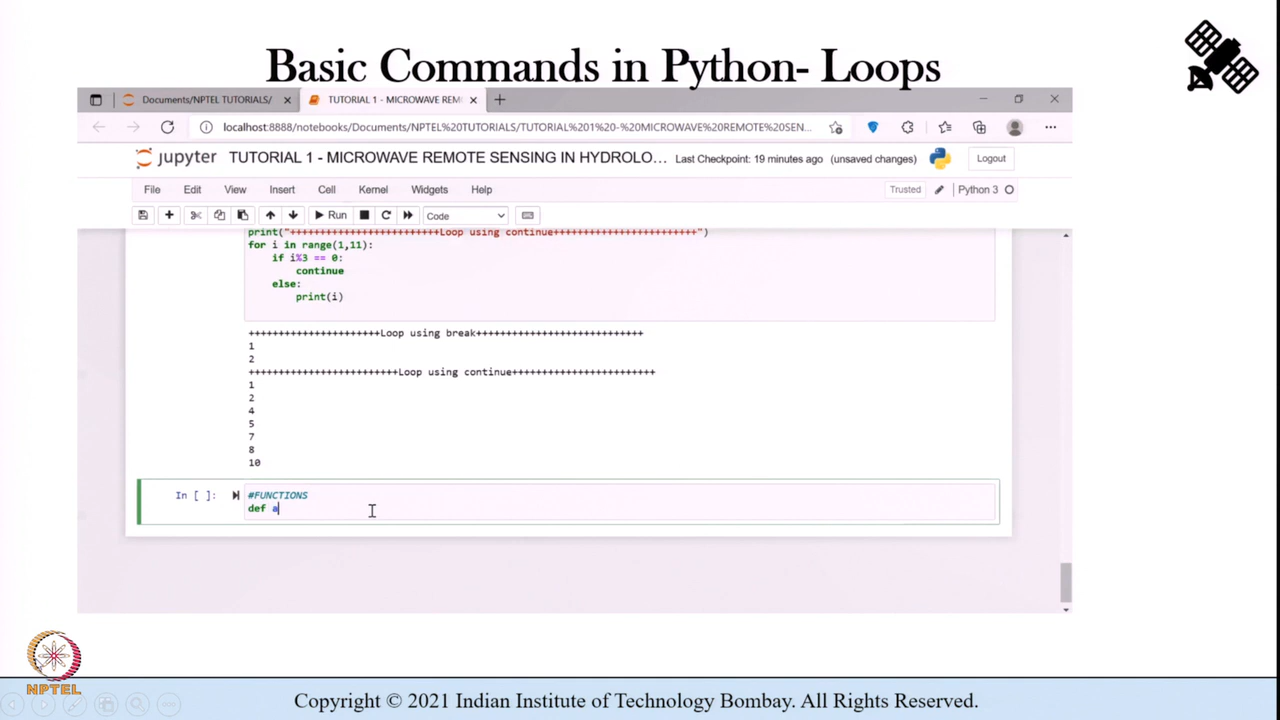 Basic Commands in Python- Loops
Documents/NPTEL TUTORIALS/
TUTORIAL 1 - MICROWAVE REM
localhost:8888/notebooks/Documents/NPTEL%20TUTORIALS/TUTORIAL%201%20-%20MICROWAVE%20REMOTE%20SEN...
jupyter TUTORIAL 1 - MICROWAVE REMOTE SENSING IN HYDROLO... Last Checkpoint: 19 minutes ago (unsaved changes) Logout
File Edit View Insert Cell Kernel Widgets Help Trusted Python 3
Run Code
print("+++++++++++++++++++++++++Loop using continue++++++++++++++++++++++++")
for i in range(1,11):
    if i%3 == 0:
        continue
    else:
        print(i)
++++++++++++++++++++++Loop using break++++++++++++++++++++++++++++
1
2
+++++++++++++++++++++++++Loop using continue++++++++++++++++++++++++
1
2
4
5
7
8
10
In [ ]: #FUNCTIONS
def a
NPTEL
Copyright © 2021 Indian Institute of Technology Bombay. All Rights Reserved.